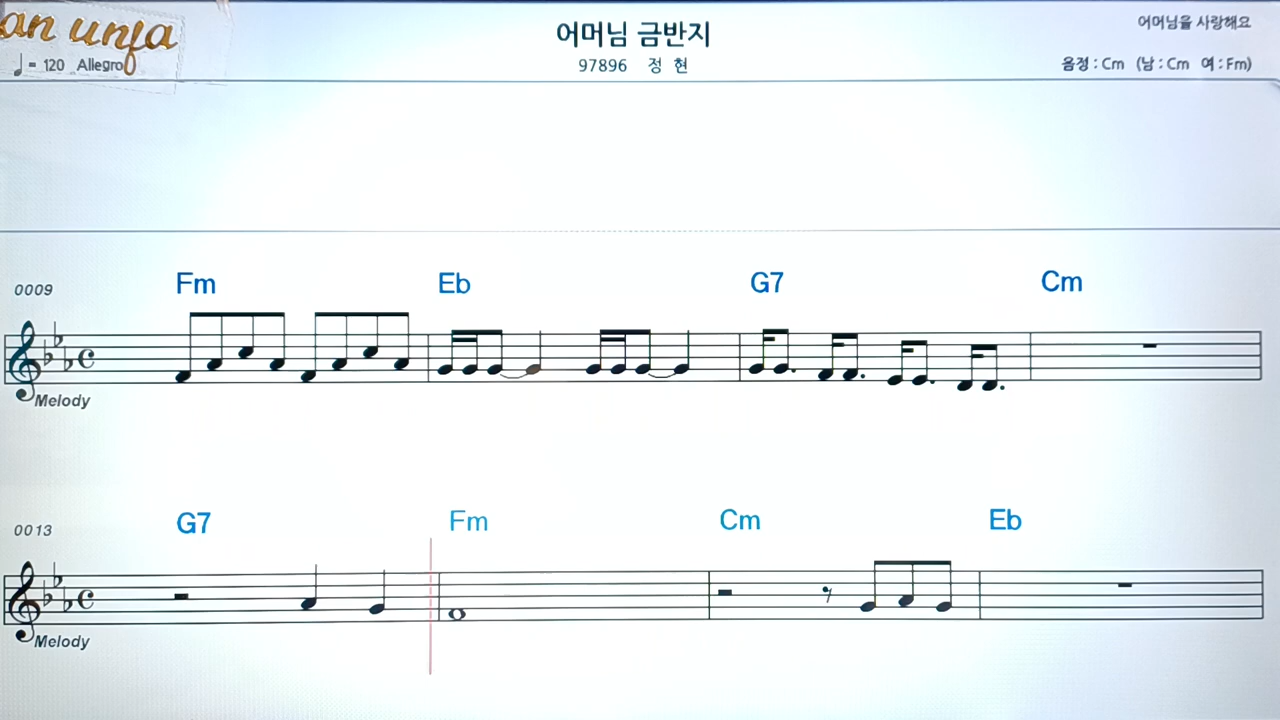 an unfa
♩ = 120 Allegro
어머님 금반지
97896 정 현
어머님을 사랑해요
음정 : Cm (남 : Cm 여 : Fm)
0009
Fm Eb G7 Cm
Melody
0013
G7 Fm Cm Eb
Melody